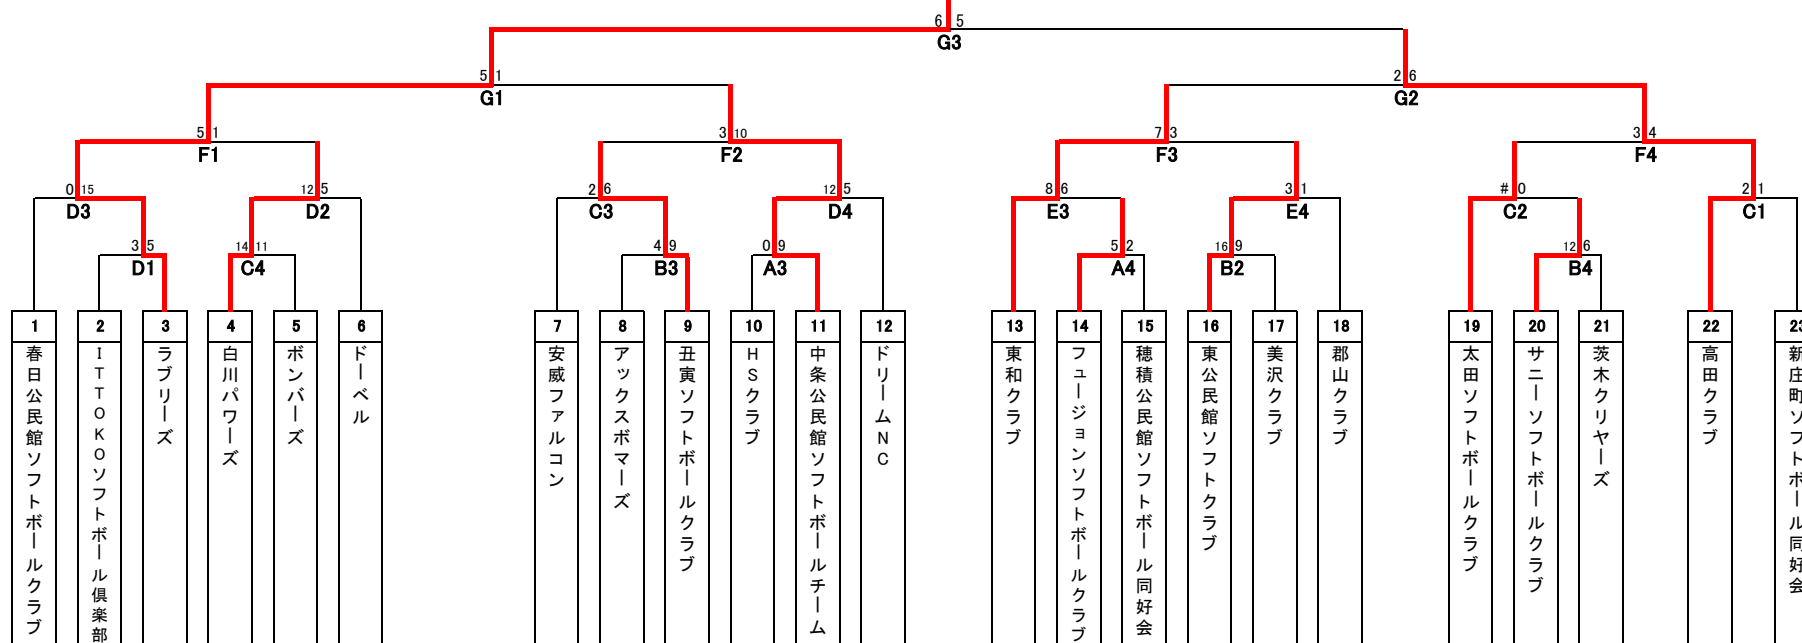 6 5
G3
5 1
G1
2 6
G2
5 1
F1
3 10
F2
7 3
F3
3 4
F4
0 15
D3
12 5
D2
2 6
C3
12 5
D4
8 6
E3
3 1
E4
# 0
C2
2 1
C1
3 5
D1
14 11
C4
4 9
B3
0 9
A3
5 2
A4
16 9
B2
12 6
B4
1
春日公民館ソフトボールクラブ
2
ITTOKOソフトボール倶楽部
3
ラブリーズ
4
白川パワーズ
5
ボンバーズ
6
ドーベル
7
安威ファルコン
8
アックスボマーズ
9
丑寅ソフトボールクラブ
10
HSクラブ
11
中条公民館ソフトボールチーム
12
ドリームNC
13
東和クラブ
14
フュージョンソフトボールクラブ
15
穂積公民館ソフトボール同好会
16
東公民館ソフトクラブ
17
美沢クラブ
18
郡山クラブ
19
太田ソフトボールクラブ
20
サニーソフトボールクラブ
21
茨木クリヤーズ
22
高田クラブ
23
新庄町ソフトボール同好会